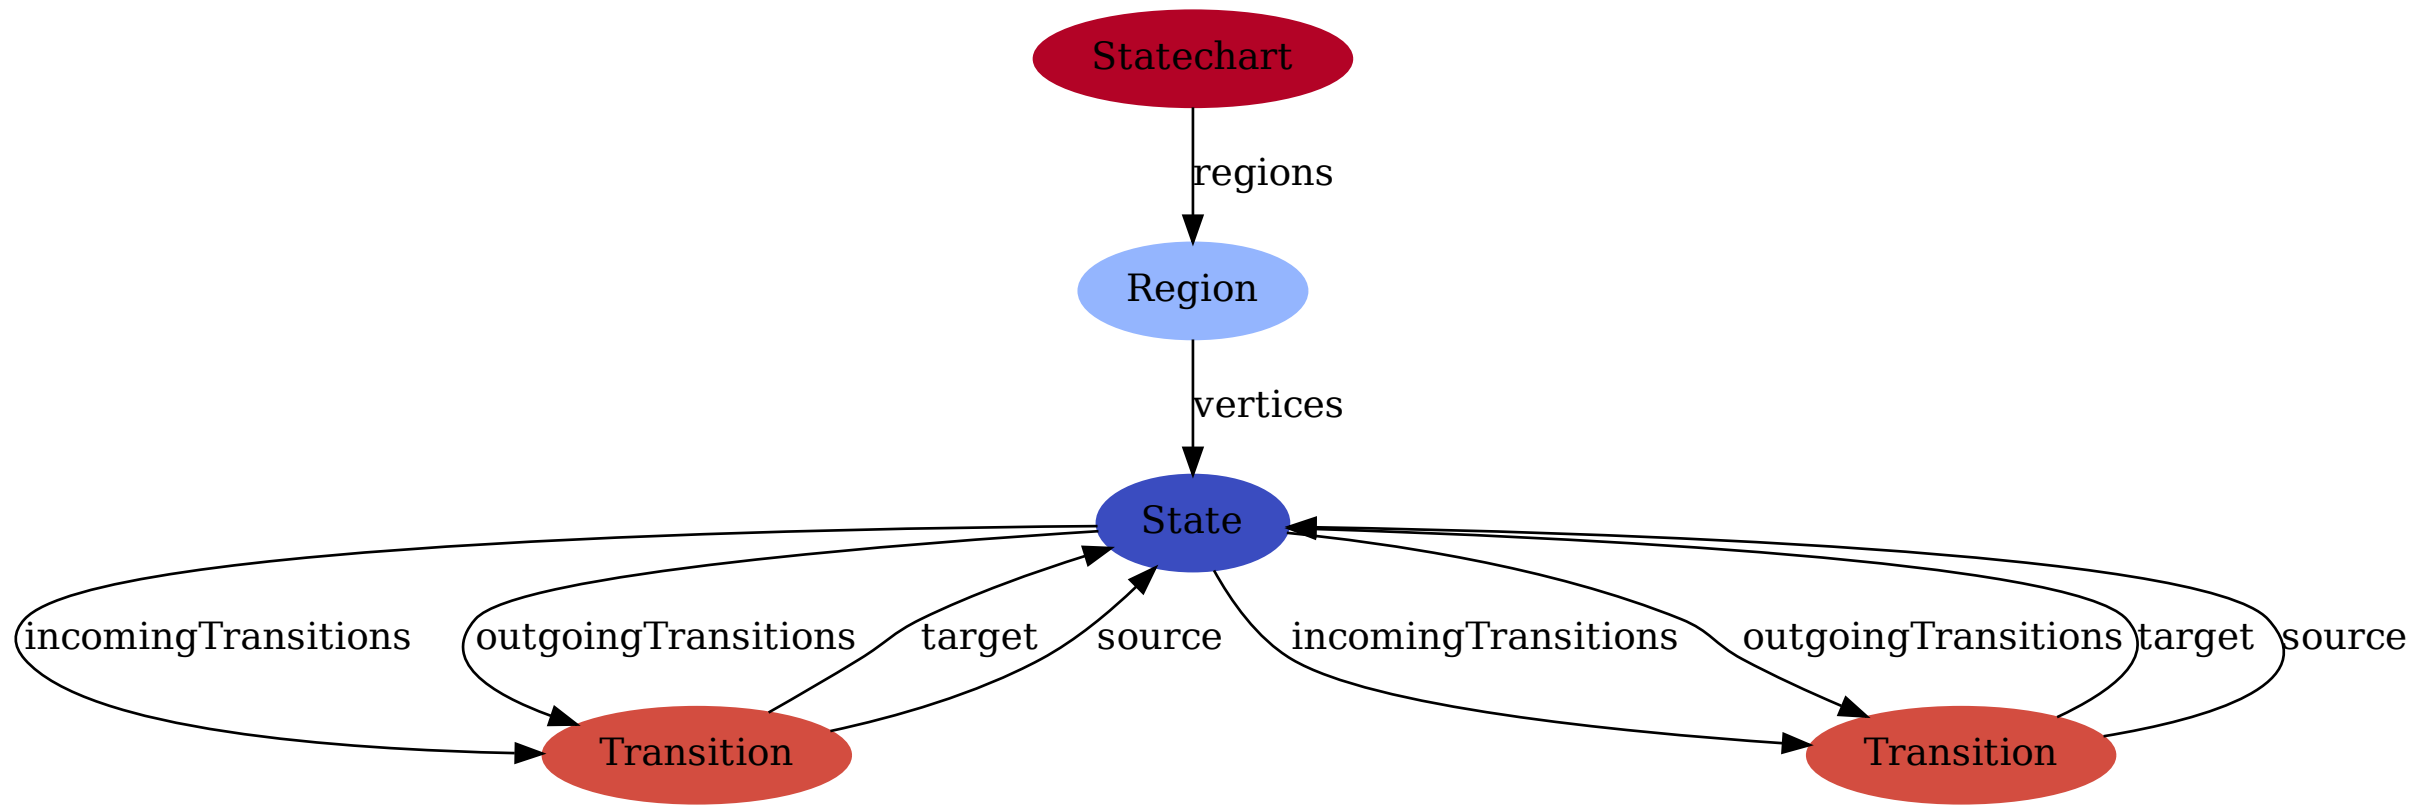 Statechart
regions
Region
vertices
State
incomingTransitions
outgoingTransitions
target
source
incomingTransitions
outgoingTransitions
target
source
Transition
Transition